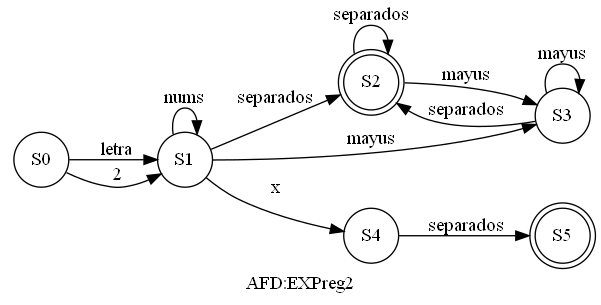 separados
mayus
S2
mayus
nums
separados
separados
S3
letra
mayus
S0
S1
2
x
separados
S4
S5
AFD:EXPreg2